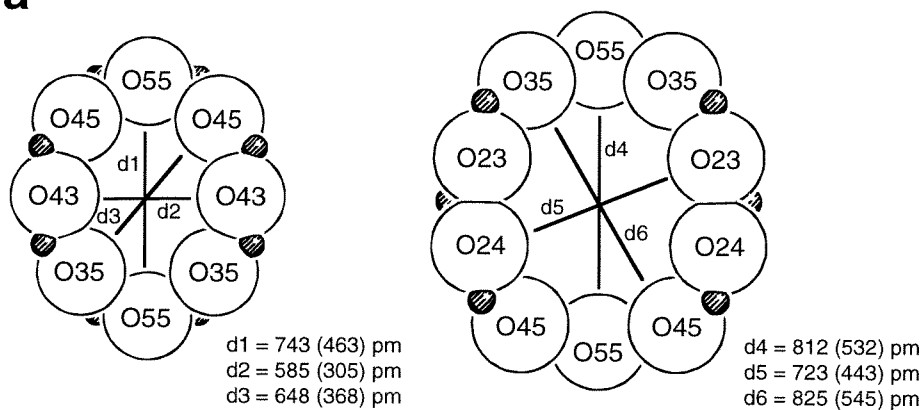 a
O55
O45 O45
d1
O43 O43
d3 d2
O35 O35
O55
d1 = 743 (463) pm
d2 = 585 (305) pm
d3 = 648 (368) pm
O55
O35 O35
d4
O23 O23
d5
d6
O24 O24
O45 O45
O55
d4 = 812 (532) pm
d5 = 723 (443) pm
d6 = 825 (545) pm